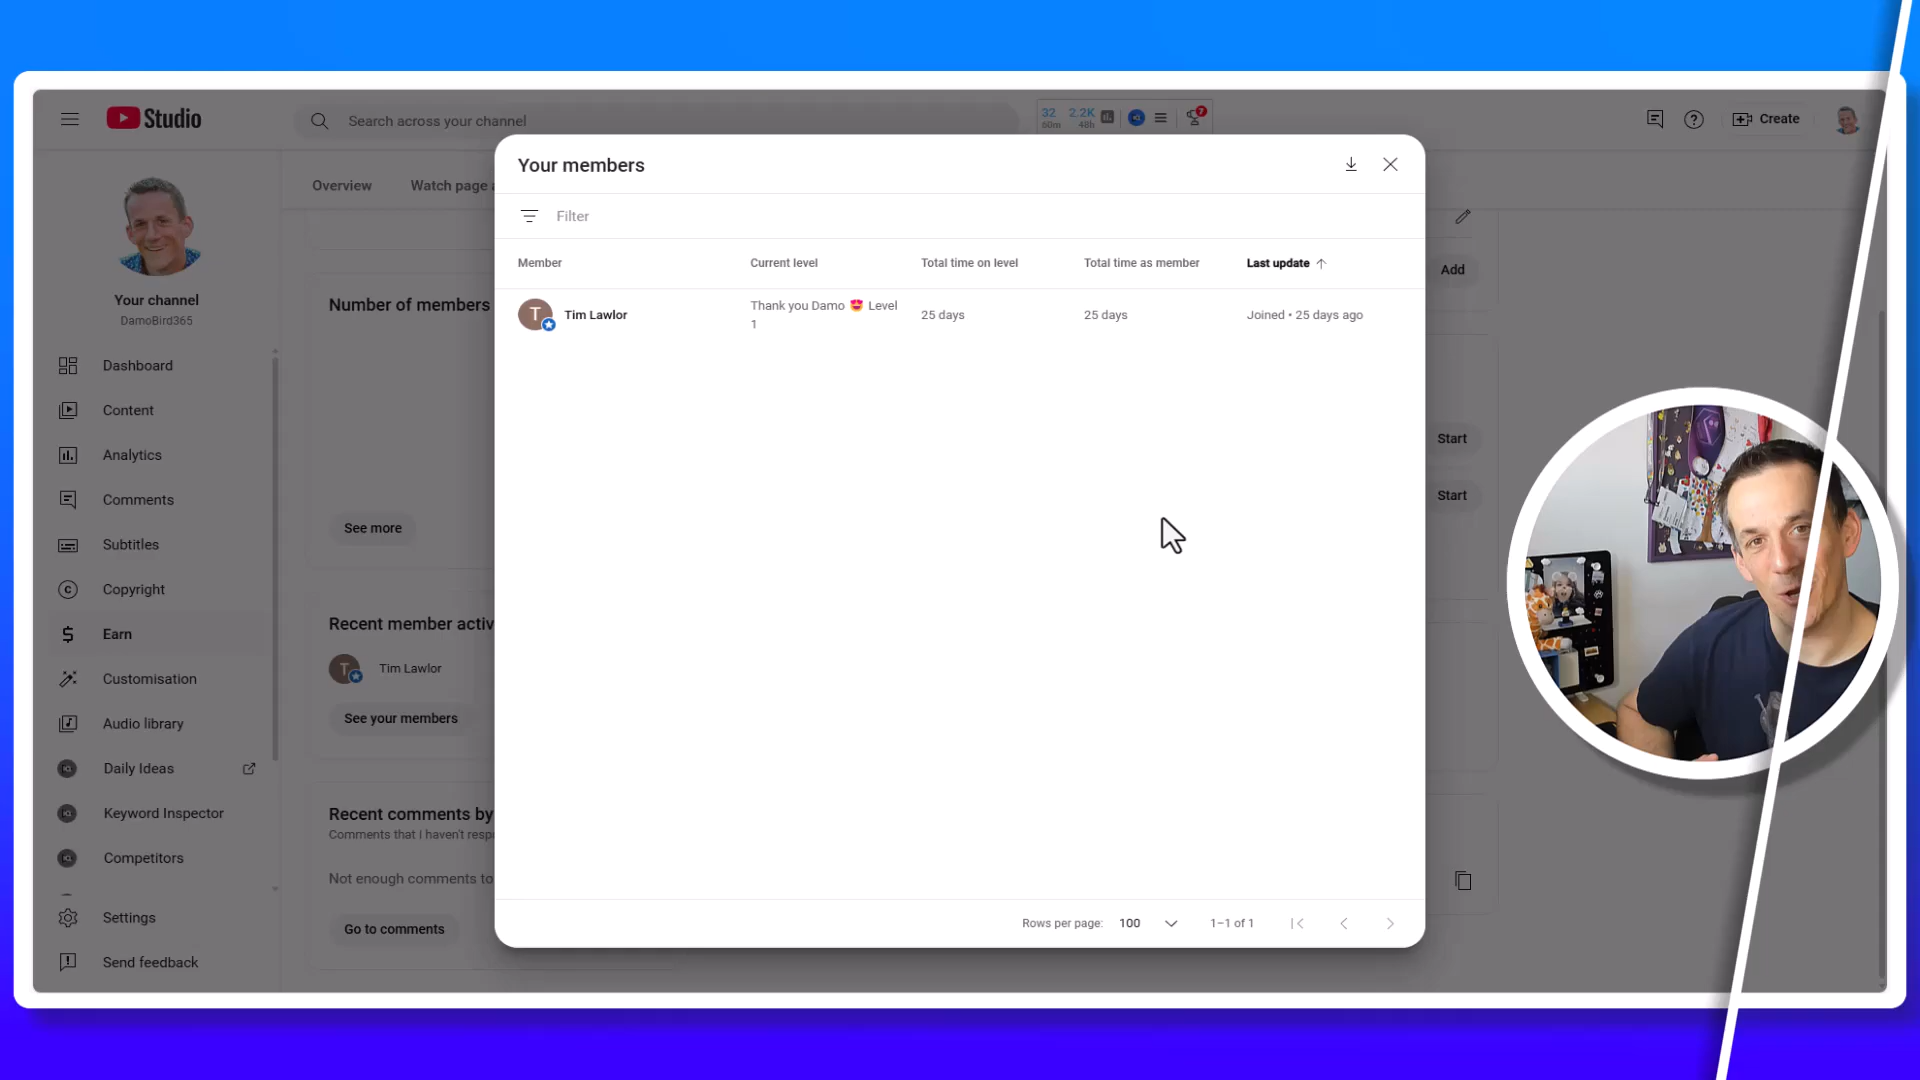 Studio
Search across your channel
32
60m
2.2K
48h
7
Create
Your channel
DamoBird365
Dashboard
Content
Analytics
Comments
Subtitles
Copyright
Earn
Customisation
Audio library
Daily Ideas
Keyword Inspector
Competitors
Settings
Send feedback
Overview
Watch page a
Number of members
See more
Recent member activ
T
Tim Lawlor
See your members
Recent comments by
Comments that I haven't resp
Not enough comments to
Go to comments
Your members
Filter
Member
Current level
Total time on level
Total time as member
Last update
T
Tim Lawlor
Thank you Damo 😍 Level
1
25 days
25 days
Joined • 25 days ago
Rows per page:
100
1–1 of 1
Add
Start
Start